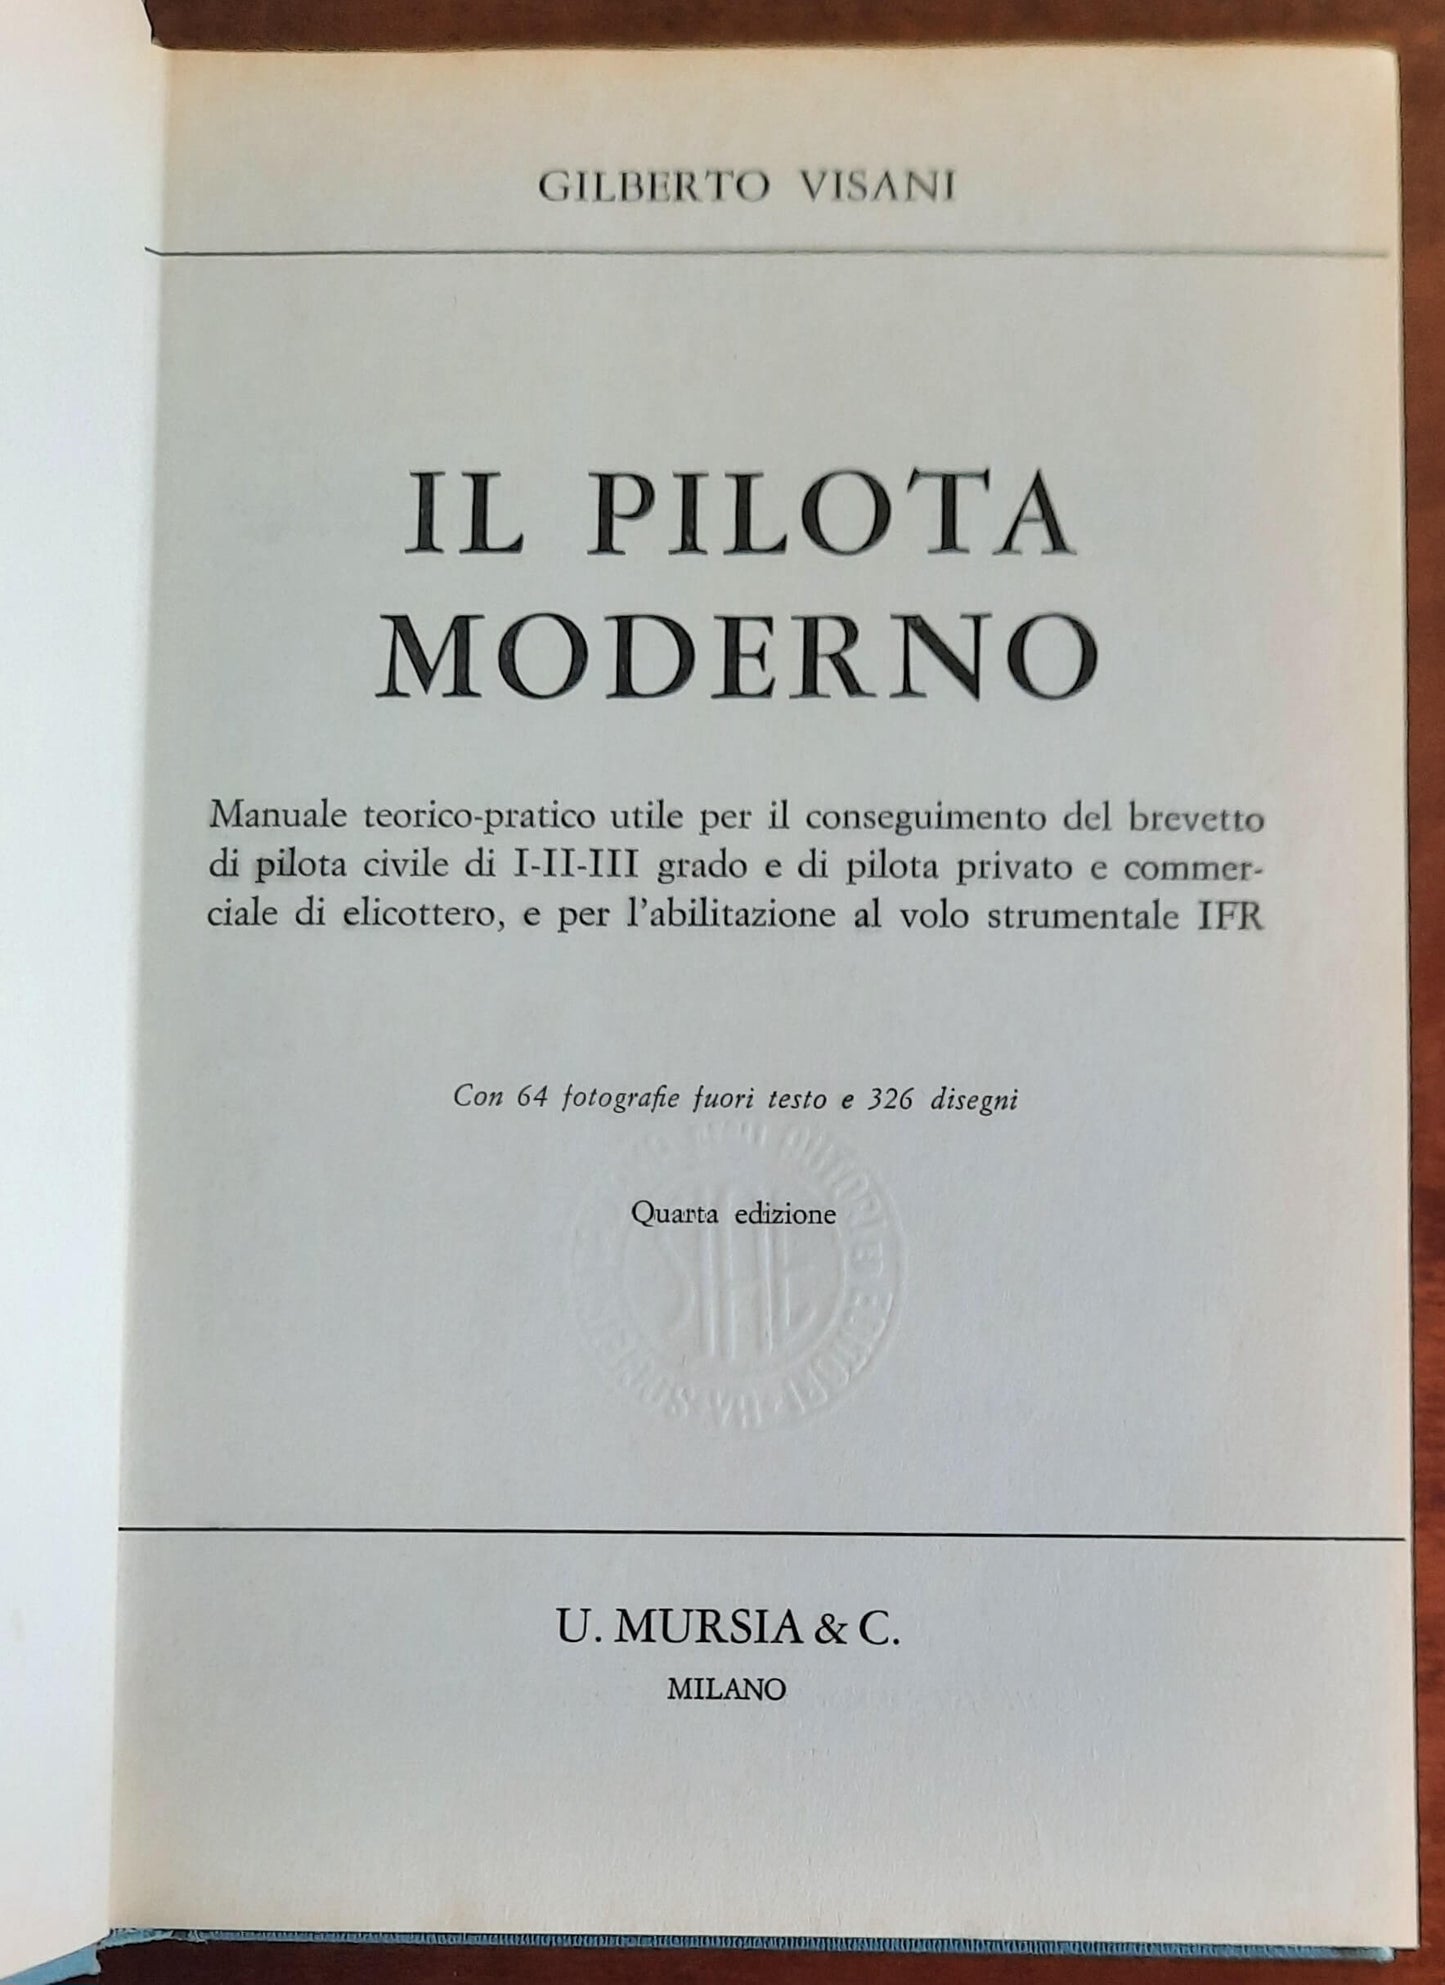 GILBERTO VISANI
IL PILOTA
MODERNO
Manuale teorico-pratico utile per il conseguimento del brevetto
di pilota civile di I-II-III grado e di pilota privato e commer-
ciale di elicottero, e per l'abilitazione al volo strumentale IFR
Con 64 fotografie fuori testo e 326 disegni
Quarta edizione
SIAE
U. MURSIA & C.
MILANO